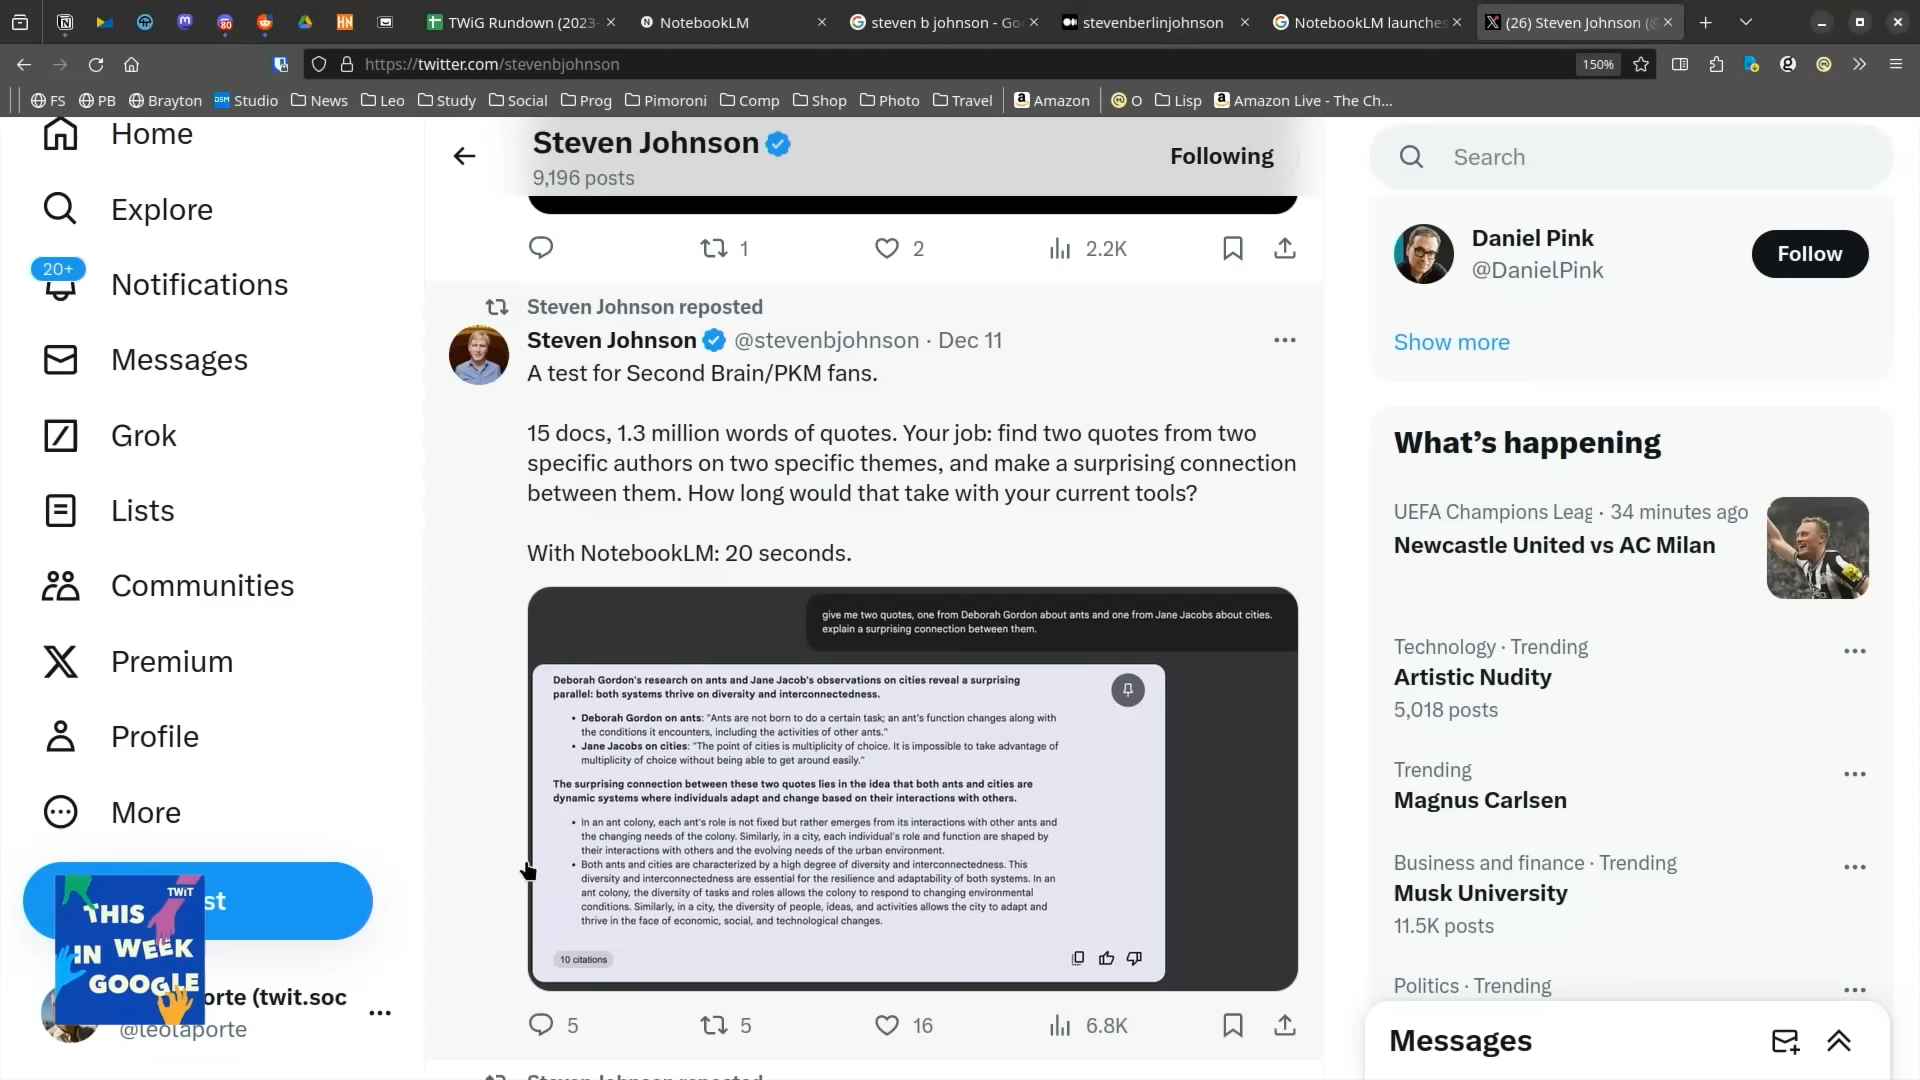 TWiG Rundown (2023-
NotebookLM
steven b johnson - Go
stevenberlinjohnson
NotebookLM launches
(26) Steven Johnson (@
https://twitter.com/stevenbjohnson
150%
FS
PB
Brayton
DSM Studio
News
Leo
Study
Social
Prog
Pimoroni
Comp
Shop
Photo
Travel
Amazon
O
Lisp
Amazon Live - The Ch...
Home
Explore
20+
Notifications
Messages
Grok
Lists
Communities
Premium
Profile
More
st
TWiT
THIS
IN WEEK
GOOGLE
orte (twit.soc
@leolaporte
Steven Johnson
9,196 posts
Following
1
2
2.2K
Steven Johnson reposted
Steven Johnson @stevenbjohnson · Dec 11
A test for Second Brain/PKM fans.
15 docs, 1.3 million words of quotes. Your job: find two quotes from two
specific authors on two specific themes, and make a surprising connection
between them. How long would that take with your current tools?
With NotebookLM: 20 seconds.
give me two quotes, one from Deborah Gordon about ants and one from Jane Jacobs about cities.
explain a surprising connection between them.
Deborah Gordon's research on ants and Jane Jacob's observations on cities reveal a surprising
parallel: both systems thrive on diversity and interconnectedness.
• Deborah Gordon on ants: "Ants are not born to do a certain task; an ant's function changes along with
the conditions it encounters, including the activities of other ants."
• Jane Jacobs on cities: "The point of cities is multiplicity of choice. It is impossible to take advantage of
multiplicity of choice without being able to get around easily."
The surprising connection between these two quotes lies in the idea that both ants and cities are
dynamic systems where individuals adapt and change based on their interactions with others.
• In an ant colony, each ant's role is not fixed but rather emerges from its interactions with other ants and
the changing needs of the colony. Similarly, in a city, each individual's role and function are shaped by
their interactions with others and the evolving needs of the urban environment.
• Both ants and cities are characterized by a high degree of diversity and interconnectedness. This
diversity and interconnectedness are essential for the resilience and adaptability of both systems. In an
ant colony, the diversity of tasks and roles allows the colony to respond to changing environmental
conditions. Similarly, in a city, the diversity of people, ideas, and activities allows the city to adapt and
thrive in the face of economic, social, and technological changes.
10 citations
5
5
16
6.8K
Steven Johnson reposted
Search
Daniel Pink
@DanielPink
Follow
Show more
What's happening
UEFA Champions Leag · 34 minutes ago
Newcastle United vs AC Milan
Technology · Trending
Artistic Nudity
5,018 posts
Trending
Magnus Carlsen
Business and finance · Trending
Musk University
11.5K posts
Politics · Trending
Messages